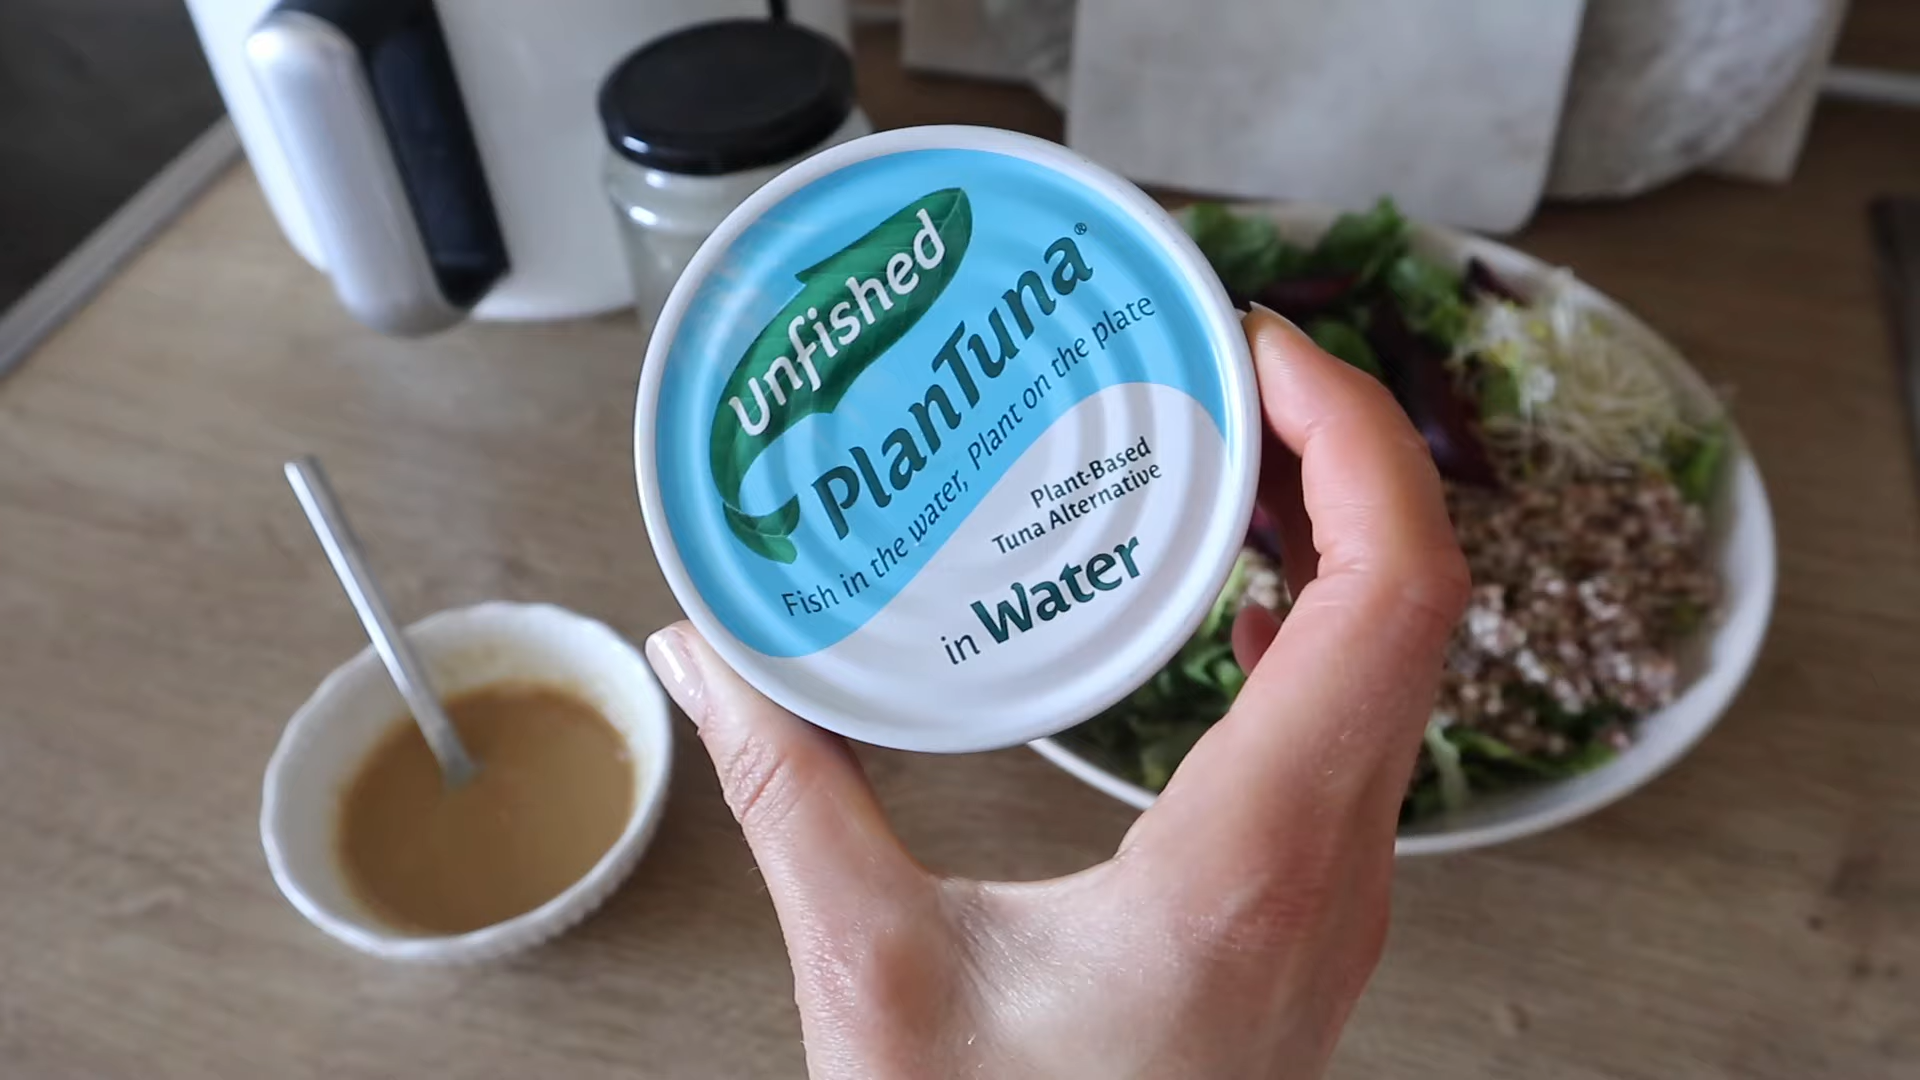 Unfished
PlanTuna®
Fish in the water, Plant on the plate
Plant-Based
Tuna Alternative
in Water